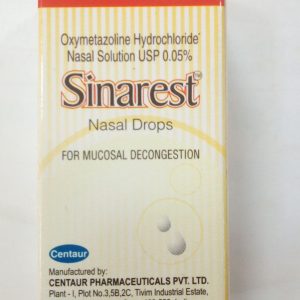 Oxymetazoline Hydrochloride
Nasal Solution USP 0.05%
Sinarest™
Nasal Drops
FOR MUCOSAL DECONGESTION
Centaur
Manufactured by:
CENTAUR PHARMACEUTICALS PVT. LTD.
Plant - I, Plot No.3,5B,2C, Tivim Industrial Estate,